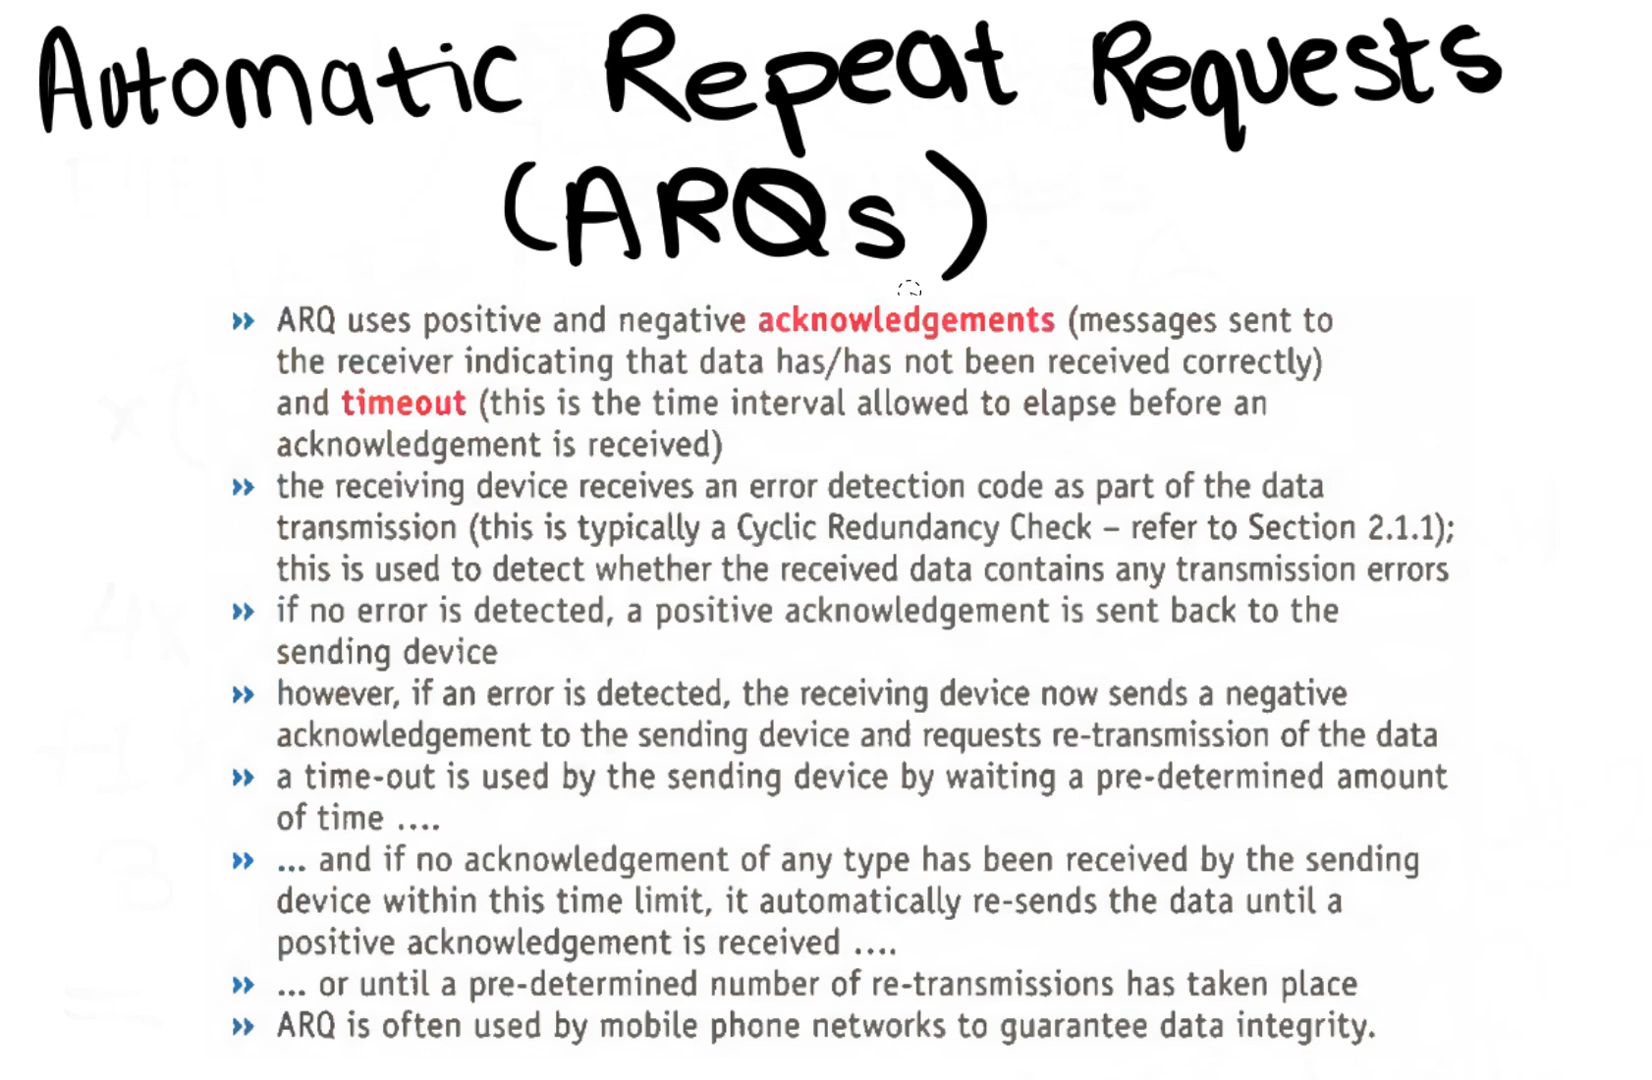 Automatic Repeat Requests
(ARQs)
» ARQ uses positive and negative acknowledgements (messages sent to
the receiver indicating that data has/has not been received correctly)
and timeout (this is the time interval allowed to elapse before an
acknowledgement is received)
» the receiving device receives an error detection code as part of the data
transmission (this is typically a Cyclic Redundancy Check – refer to Section 2.1.1);
this is used to detect whether the received data contains any transmission errors
» if no error is detected, a positive acknowledgement is sent back to the
sending device
» however, if an error is detected, the receiving device now sends a negative
acknowledgement to the sending device and requests re-transmission of the data
» a time-out is used by the sending device by waiting a pre-determined amount
of time ....
» ... and if no acknowledgement of any type has been received by the sending
device within this time limit, it automatically re-sends the data until a
positive acknowledgement is received ....
» ... or until a pre-determined number of re-transmissions has taken place
» ARQ is often used by mobile phone networks to guarantee data integrity.